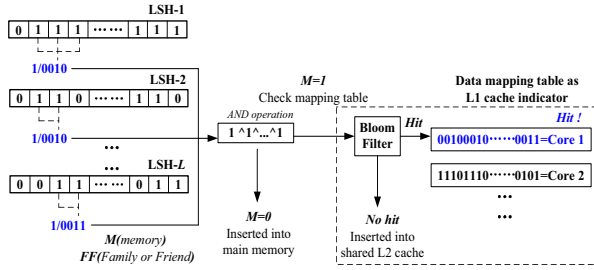 LSH-1
0 1 1 1 …… 1 1 1
1/0010
LSH-2
0 1 1 0 …… 1 1 0
1/0010
...
...
LSH-L
0 0 1 1 …… 0 1 1
1/0011
M(memory)
FF(Family or Friend)
AND operation
1 ^1^...^1
M=0
Inserted into
main memory
M=1
Check mapping table
Bloom
Filter
Hit
No hit
Inserted into
shared L2 cache
Data mapping table as
L1 cache indicator
Hit !
00100010……0011=Core 1
11101110……0101=Core 2
...
...